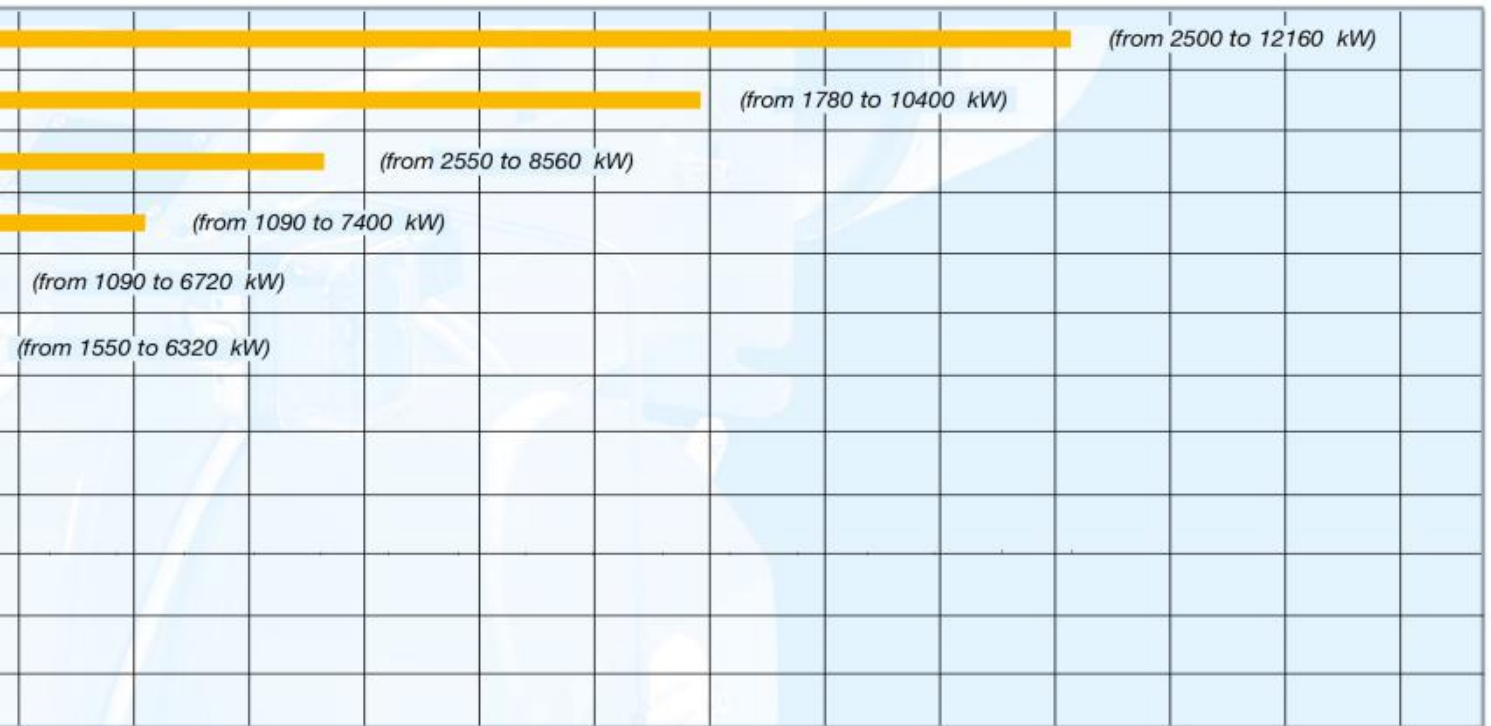 (from 2500 to 12160 kW)
(from 1780 to 10400 kW)
(from 2550 to 8560 kW)
(from 1090 to 7400 kW)
(from 1090 to 6720 kW)
(from 1550 to 6320 kW)